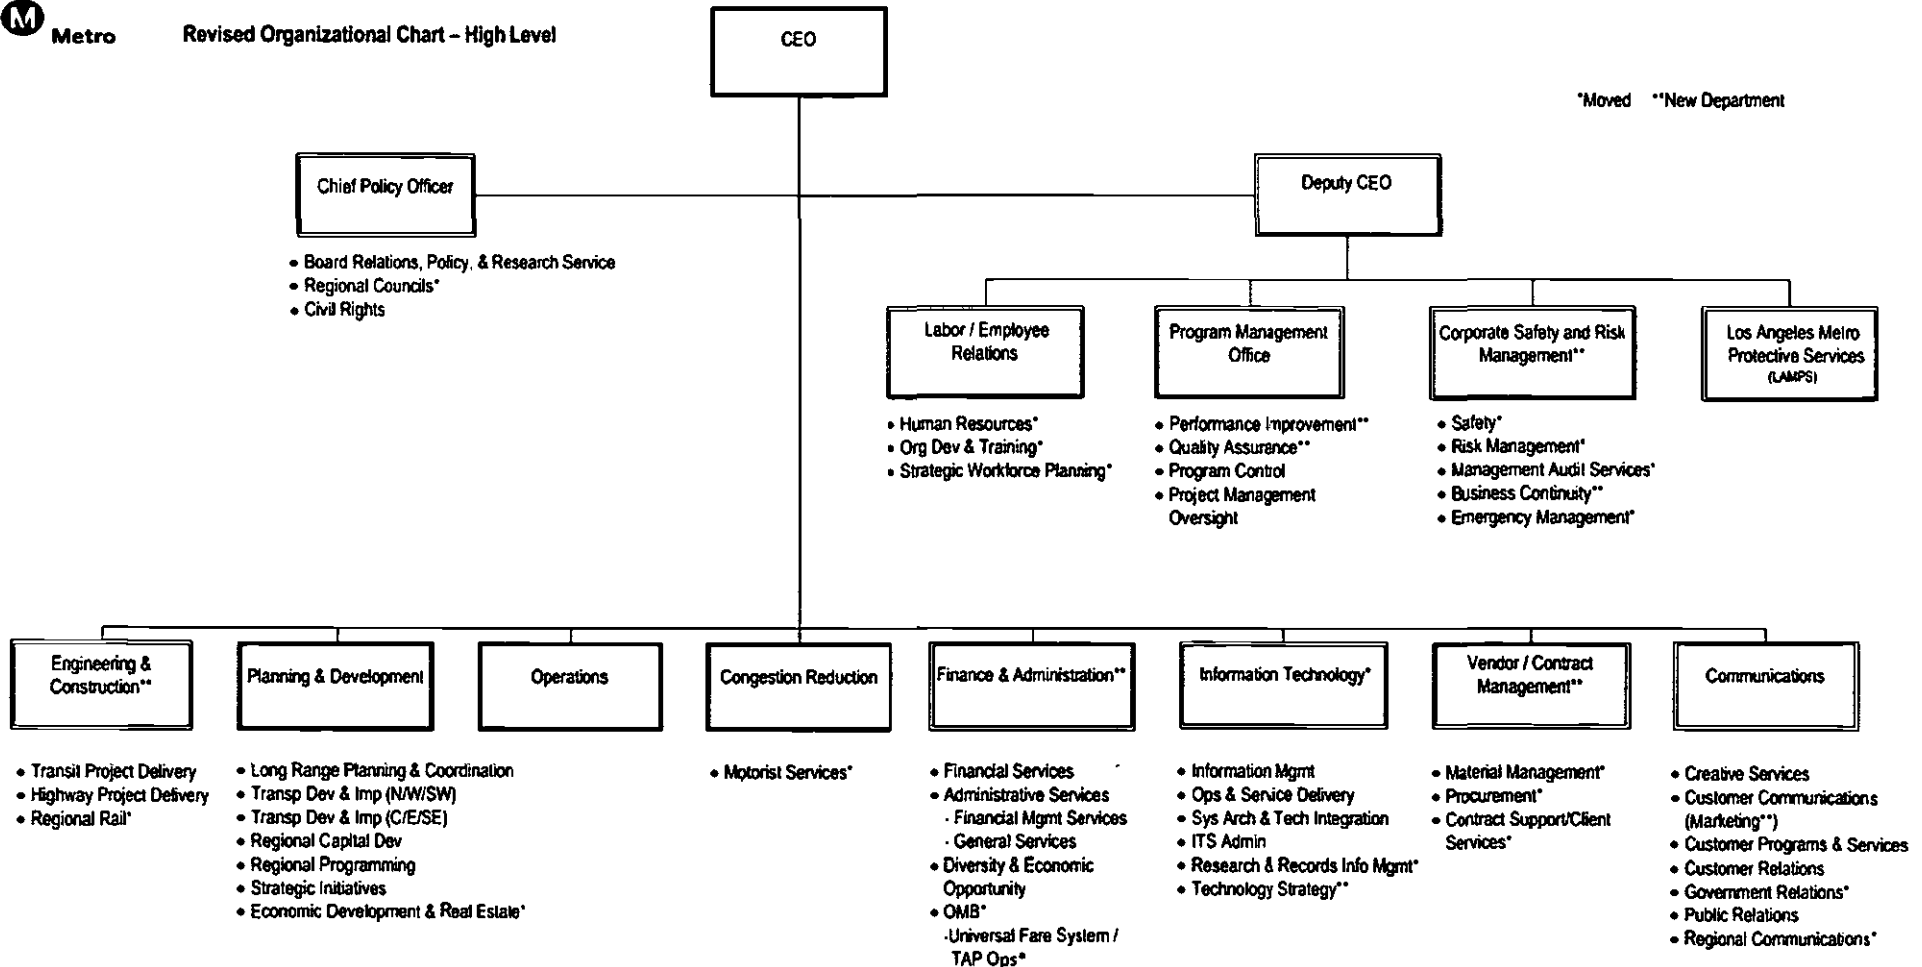 M
Metro
Revised Organizational Chart – High Level
CEO
*Moved **New Department
Chief Policy Officer
Deputy CEO
• Board Relations, Policy, & Research Service
• Regional Councils*
• Civil Rights
Labor / Employee
Relations
• Human Resources*
• Org Dev & Training*
• Strategic Workforce Planning*
Program Management
Office
• Performance Improvement**
• Quality Assurance**
• Program Control
• Project Management
Oversight
Corporate Safety and Risk
Management**
• Safety*
• Risk Management*
• Management Audit Services*
• Business Continuity**
• Emergency Management*
Los Angeles Metro
Protective Services
(LAMPS)
Engineering &
Construction**
• Transit Project Delivery
• Highway Project Delivery
• Regional Rail*
Planning & Development
• Long Range Planning & Coordination
• Transp Dev & Imp (N/W/SW)
• Transp Dev & Imp (C/E/SE)
• Regional Capital Dev
• Regional Programming
• Strategic Initiatives
• Economic Development & Real Estate*
Operations
Congestion Reduction
• Motorist Services*
Finance & Administration**
• Financial Services
• Administrative Services
- Financial Mgmt Services
- General Services
• Diversity & Economic
Opportunity
• OMB*
-Universal Fare System /
TAP Ops*
Information Technology*
• Information Mgmt
• Ops & Service Delivery
• Sys Arch & Tech Integration
• ITS Admin
• Research & Records Info Mgmt*
• Technology Strategy**
Vendor / Contract
Management**
• Material Management*
• Procurement*
• Contract Support/Client
Services*
Communications
• Creative Services
• Customer Communications
(Marketing**)
• Customer Programs & Services
• Customer Relations
• Government Relations*
• Public Relations
• Regional Communications*